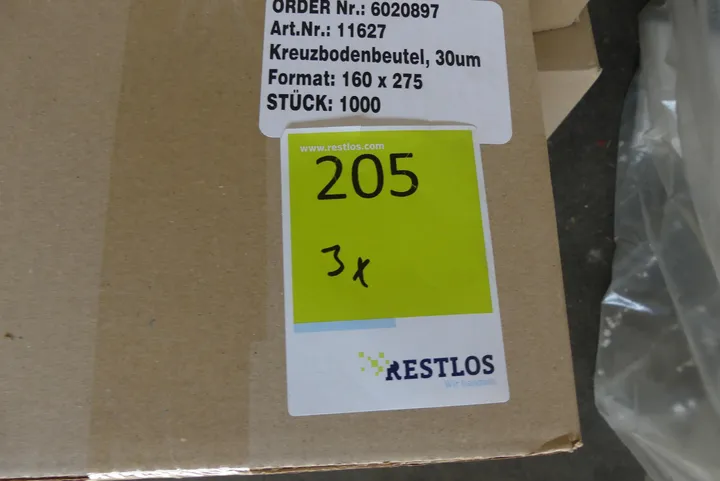 ORDER Nr.: 6020897
Art.Nr.: 11627
Kreuzbodenbeutel, 30um
Format: 160 x 275
STÜCK: 1000
www.restlos.com
205
3x
RESTLOS